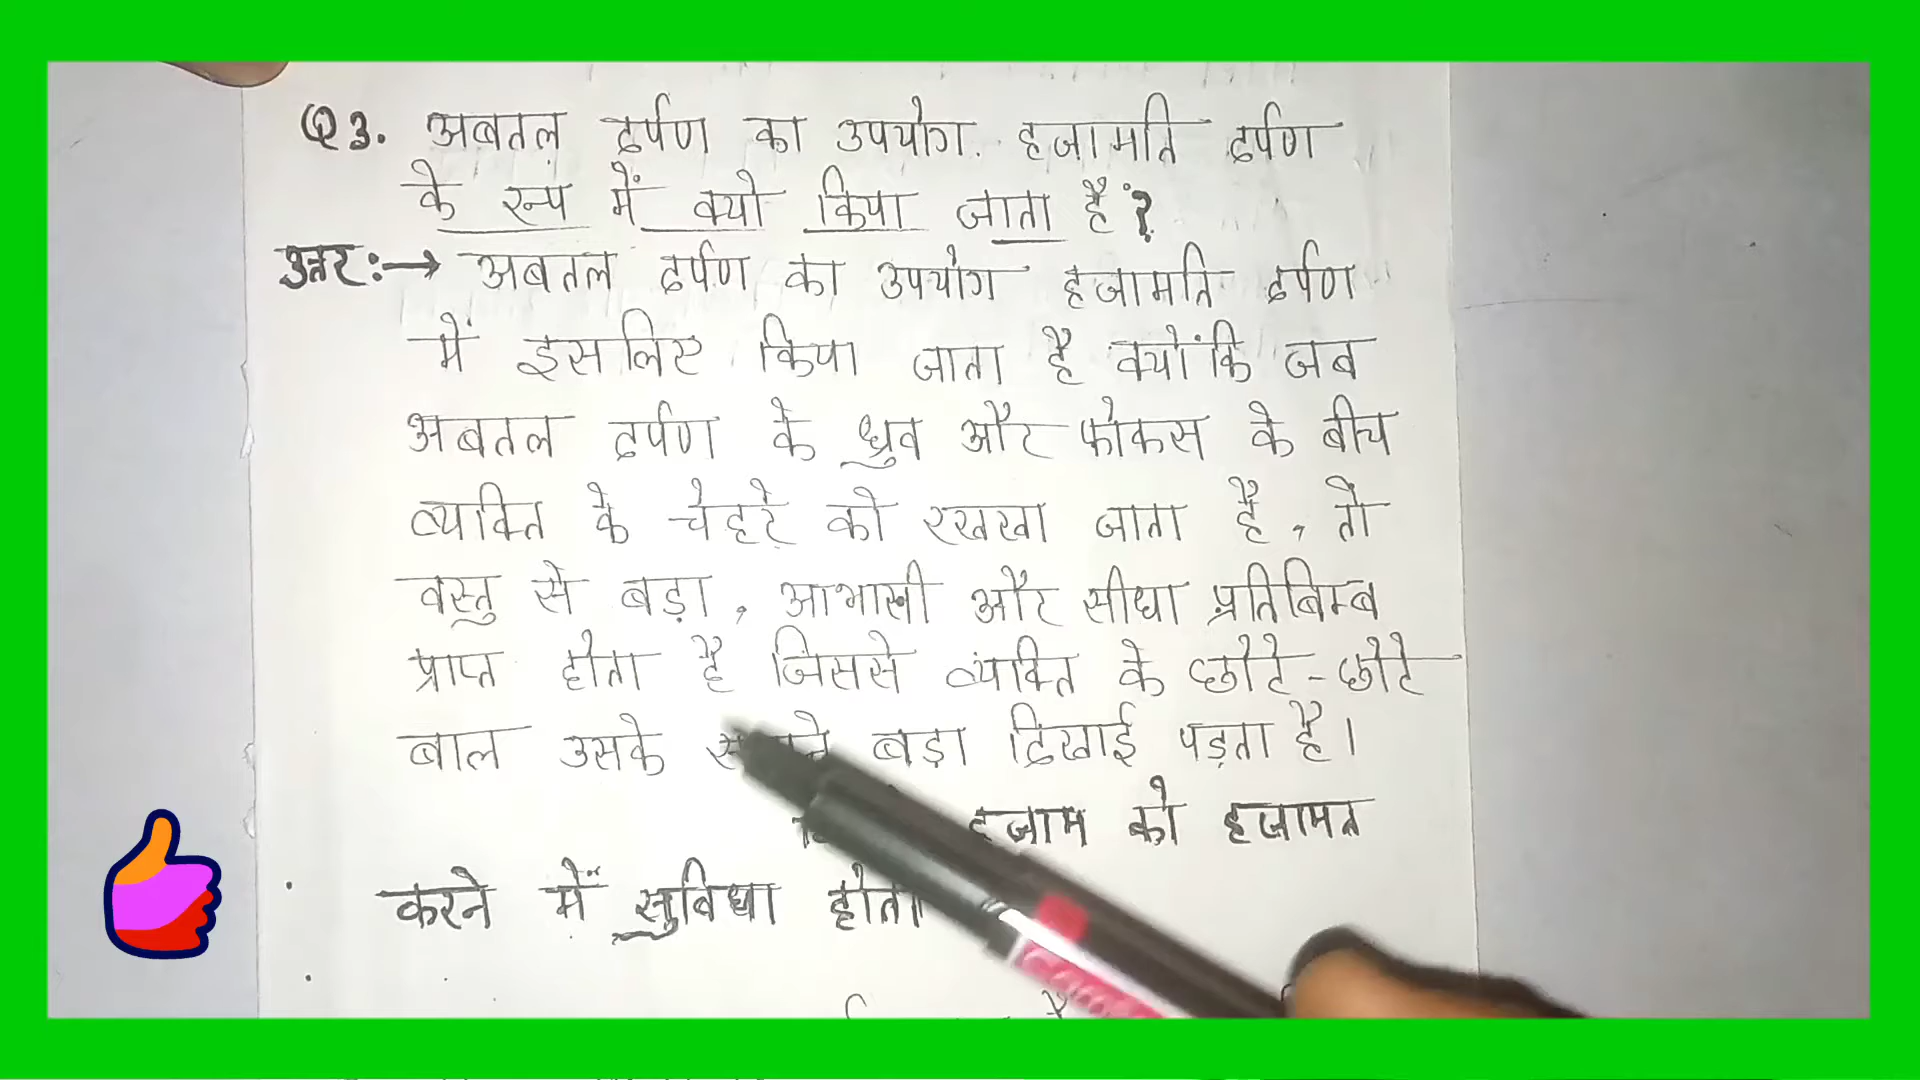 Q3. अबतल दर्पण का उपयोग हजामति दर्पण
के रूप में क्यो किया जाता है?
उत्तर:→ अबतल दर्पण का उपयोग हजामति दर्पण
में इसलिए किया जाता है क्योंकि जब
अबतल दर्पण के ध्रुव और फोकस के बीच
व्यक्ति के चेहरे को रखखा जाता है, तो
वस्तु से बड़ा, आभासी और सीधा प्रतिबिम्ब
प्राप्त होता है जिससे व्यक्ति के छोटे-छोटे
बाल उसके बड़ा दिखाई पड़ता है।
हजाम को हजामत
करने में सुविधा होता